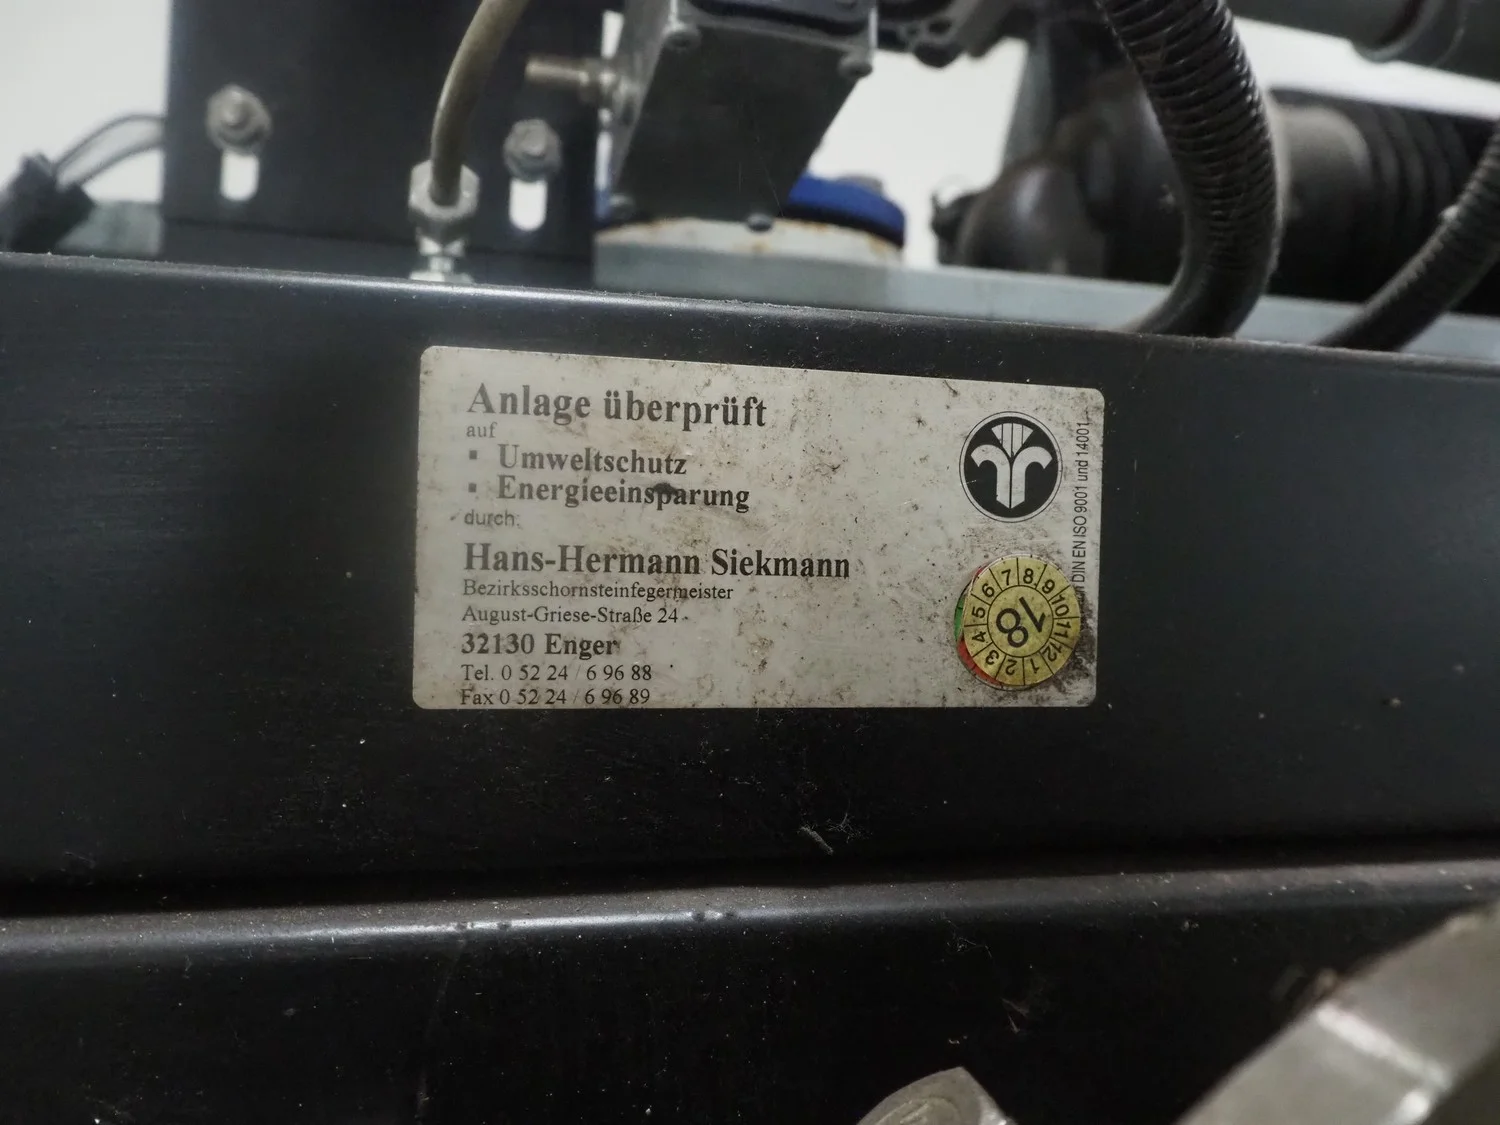 Anlage überprüft
auf
▪ Umweltschutz
▪ Energieeinsparung
durch:
Hans-Hermann Siekmann
Bezirksschornsteinfegermeister
August-Griese-Straße 24
32130 Enger
Tel. 0 52 24 / 6 96 88
Fax 0 52 24 / 6 96 89
DIN EN ISO 9001 und 14001
1 2 3 4 5 6 7 8 9 10 11 12
18